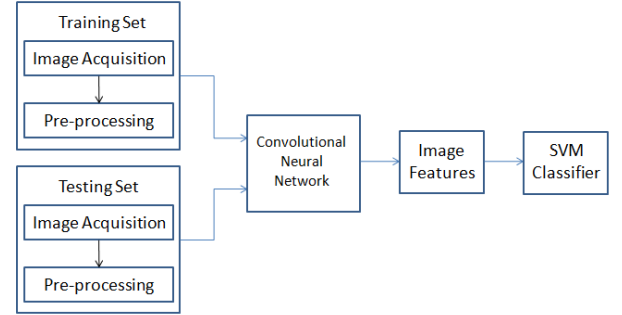 Training Set
Image Acquisition
Pre-processing
Testing Set
Image Acquisition
Pre-processing
Convolutional
Neural
Network
Image
Features
SVM
Classifier